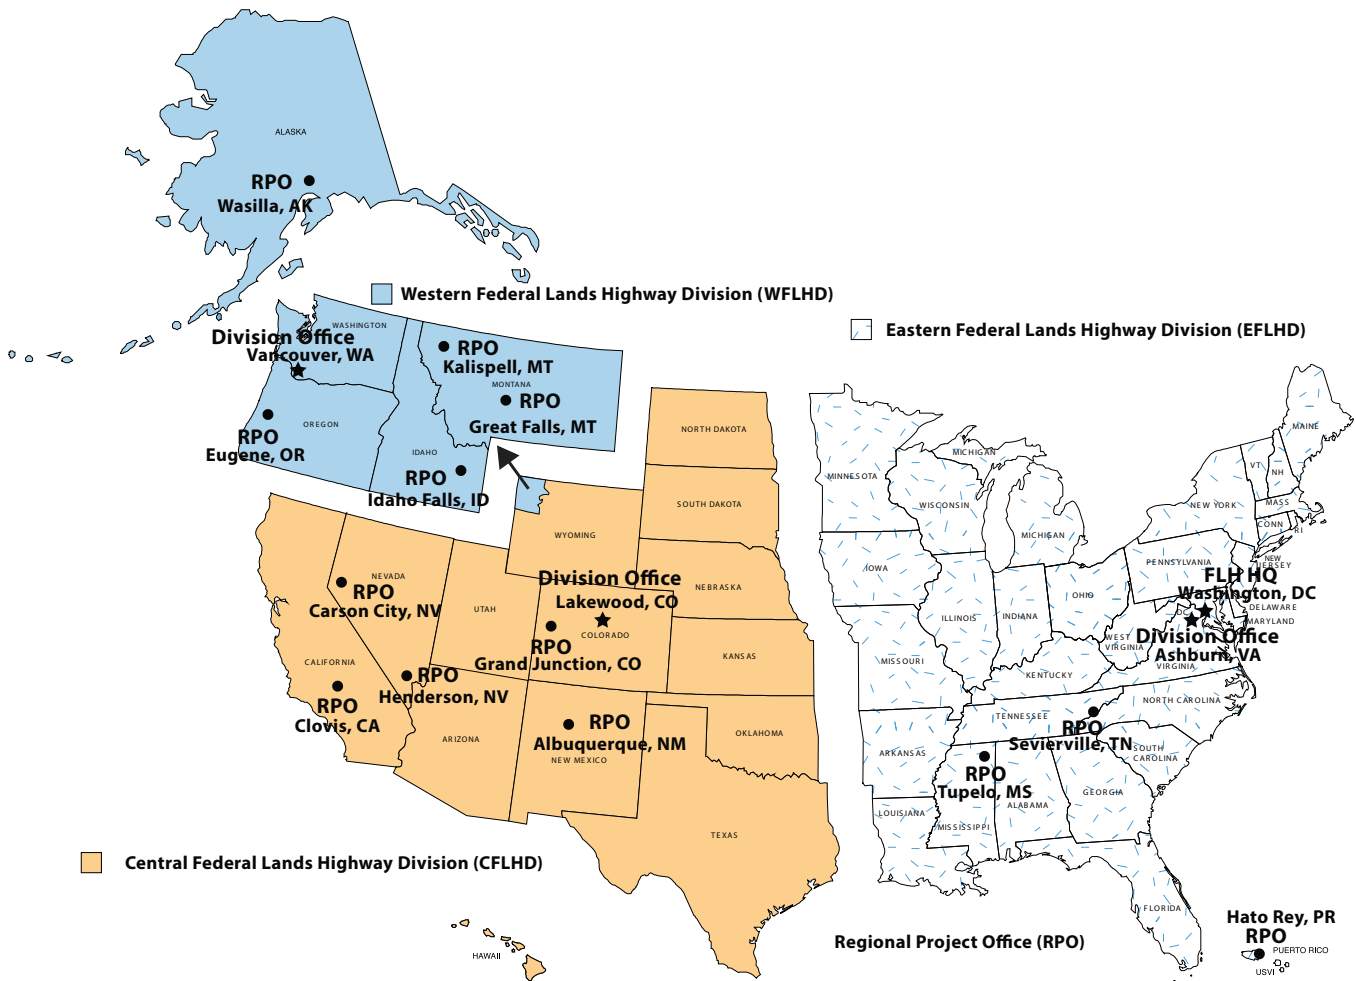 ALASKA
RPO
Wasilla, AK
Western Federal Lands Highway Division (WFLHD)
WASHINGTON
Division Office
Vancouver, WA
RPO
Kalispell, MT
MONTANA
RPO
Great Falls, MT
OREGON
RPO
Eugene, OR
IDAHO
RPO
Idaho Falls, ID
Eastern Federal Lands Highway Division (EFLHD)
NORTH DAKOTA
SOUTH DAKOTA
WYOMING
NEBRASKA
NEVADA
RPO
Carson City, NV
UTAH
Division Office
Lakewood, CO
COLORADO
RPO
Grand Junction, CO
KANSAS
CALIFORNIA
RPO
Henderson, NV
RPO
Clovis, CA
ARIZONA
RPO
Albuquerque, NM
NEW MEXICO
OKLAHOMA
TEXAS
Central Federal Lands Highway Division (CFLHD)
HAWAII
MINNESOTA
MICHIGAN
WISCONSIN
MICHIGAN
IOWA
ILLINOIS
INDIANA
OHIO
MISSOURI
KENTUCKY
WEST
VIRGINIA
VIRGINIA
MAINE
VT
NH
NEW YORK
MASS
CONN
RI
PENNSYLVANIA
NEW
JERSEY
FLH HQ
Washington, DC
DC
DELAWARE
MARYLAND
Division Office
Ashburn, VA
NORTH CAROLINA
TENNESSEE
RPO
Sevierville, TN
SOUTH
CAROLINA
ARKANSAS
RPO
Tupelo, MS
ALABAMA
GEORGIA
LOUISIANA
MISSISSIPPI
FLORIDA
Regional Project Office (RPO)
Hato Rey, PR
RPO
PUERTO RICO
USVI